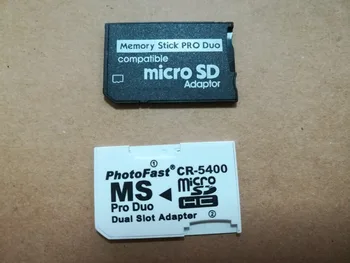 Memory Stick PRO Duo
compatible
micro SD
Adaptor
①
PhotoFast® CR-5400
MS ◄ micro SD HC
Pro Duo
Dual Slot Adapter
②